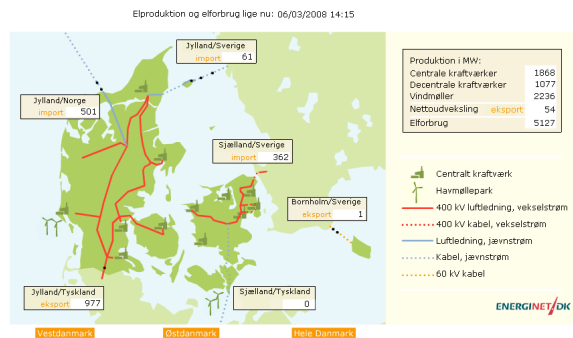 Elproduktion og elforbrug lige nu: 06/03/2008 14:15
Jylland/Sverige
import 61
Jylland/Norge
import 501
Sjælland/Sverige
import 362
Bornholm/Sverige
eksport 1
Jylland/Tyskland
eksport 977
Sjælland/Tyskland
0
Produktion i MW:
Centrale kraftværker 1868
Decentrale kraftværker 1077
Vindmøller 2236
Nettoudveksling eksport 54
Elforbrug 5127
Centralt kraftværk
Havmøllepark
400 kV luftledning, vekselstrøm
400 kV kabel, vekselstrøm
Luftledning, jævnstrøm
Kabel, jævnstrøm
60 kV kabel
ENERGINET/DK
Vestdanmark Østdanmark Hele Danmark